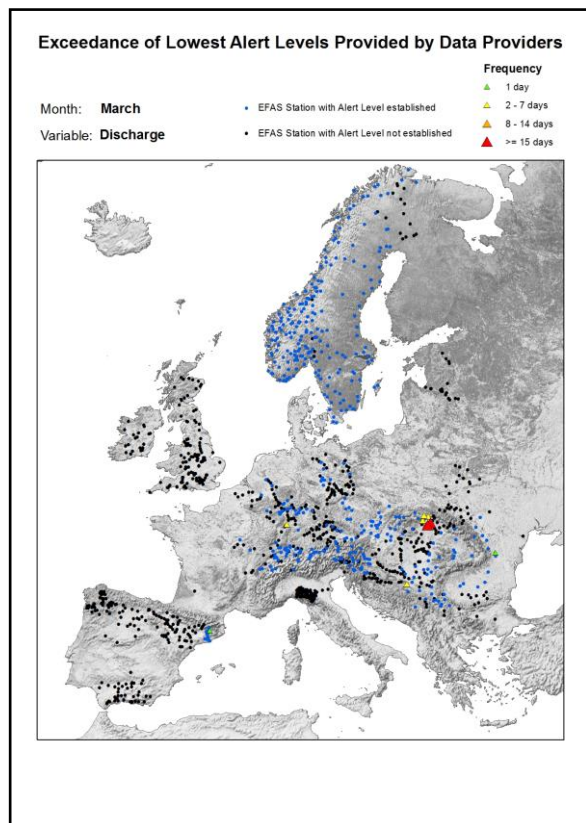 Exceedance of Lowest Alert Levels Provided by Data Providers
Frequency
1 day
Month: March
EFAS Station with Alert Level established
2 - 7 days
8 - 14 days
Variable: Discharge
EFAS Station with Alert Level not established
>= 15 days